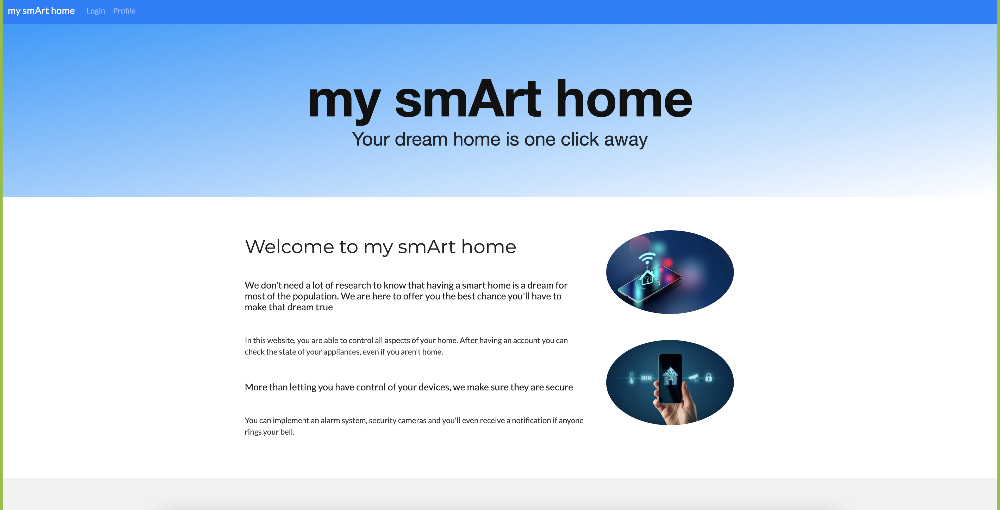 my smArt home Login Profile
my smArt home
Your dream home is one click away
Welcome to my smArt home
We don't need a lot of research to know that having a smart home is a dream for
most of the population. We are here to offer you the best chance you'll have to
make that dream true
In this website, you are able to control all aspects of your home. After having an account you can
check the state of your appliances, even if you aren't home.
More than letting you have control of your devices, we make sure they are secure
You can implement an alarm system, security cameras and you'll even receive a notification if anyone
rings your bell.